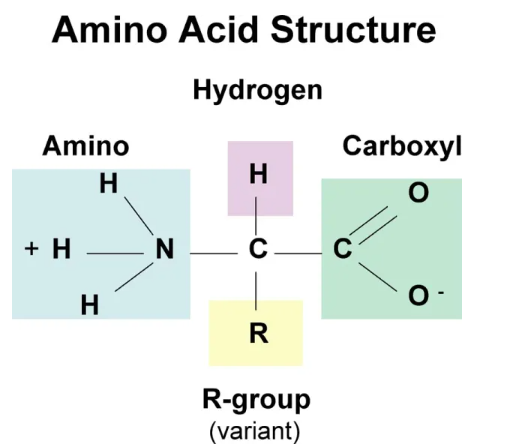 Amino Acid Structure
Hydrogen
Amino
Carboxyl
H
H
O
+ H
N
C
C
H
O -
R
R-group
(variant)